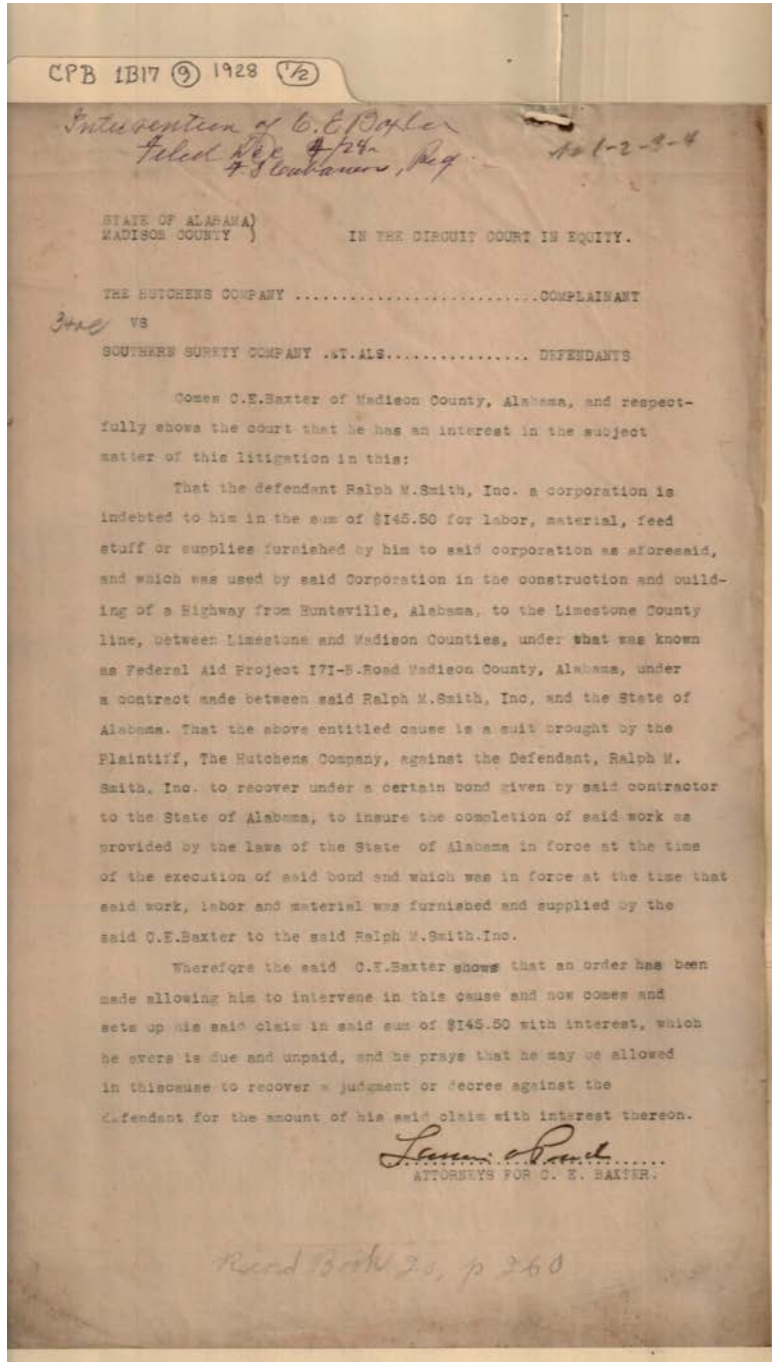 CPB 1B17 ⑨ 1928 (1/2)
Intervention of C. E. Baxter
Filed Dec 4/28
Reg.
No 1-2-3-4
STATE OF ALABAMA)
MADISON COUNTY ) IN THE CIRCUIT COURT IN EQUITY.
THE HUTCHENS COMPANY ...........................COMPLAINANT
VS
SOUTHERN SURETY COMPANY .ET.ALS................ DEFENDANTS
Comes C.E.Baxter of Madison County, Alabama, and respect-
fully shows the court that he has an interest in the subject
matter of this litigation in this:
That the defendant Ralph M.Smith, Inc. a corporation is
indebted to him in the sum of $I45.50 for labor, material, feed
stuff or supplies furnished by him to said corporation as aforesaid,
and which was used by said Corporation in the construction and build-
ing of a Highway from Huntsville, Alabama, to the Limestone County
line, between Limestone and Madison Counties, under what was known
as Federal Aid Project I7I-B.Road Madison County, Alabama, under
a contract made between said Ralph M.Smith, Inc, and the State of
Alabama. That the above entitled cause is a suit brought by the
Plaintiff, The Hutchens Company, against the Defendant, Ralph M.
Smith, Inc. to recover under a certain bond given by said contractor
to the State of Alabama, to insure the completion of said work as
provided by the laws of the State of Alabama in force at the time
of the execution of said bond and which was in force at the time that
said work, labor and material was furnished and supplied by the
said C.E.Baxter to the said Ralph M.Smith.Inc.
Wherefore the said C.E.Baxter shows that an order has been
made allowing him to intervene in this cause and now comes and
sets up his said claim in said sum of $I45.50 with interest, which
he avers is due and unpaid, and he prays that he may be allowed
in thiscause to recover a judgment or decree against the
defendant for the amount of his said claim with interest thereon.
ATTORNEYS FOR C. E. BAXTER.
Book 30, p 360